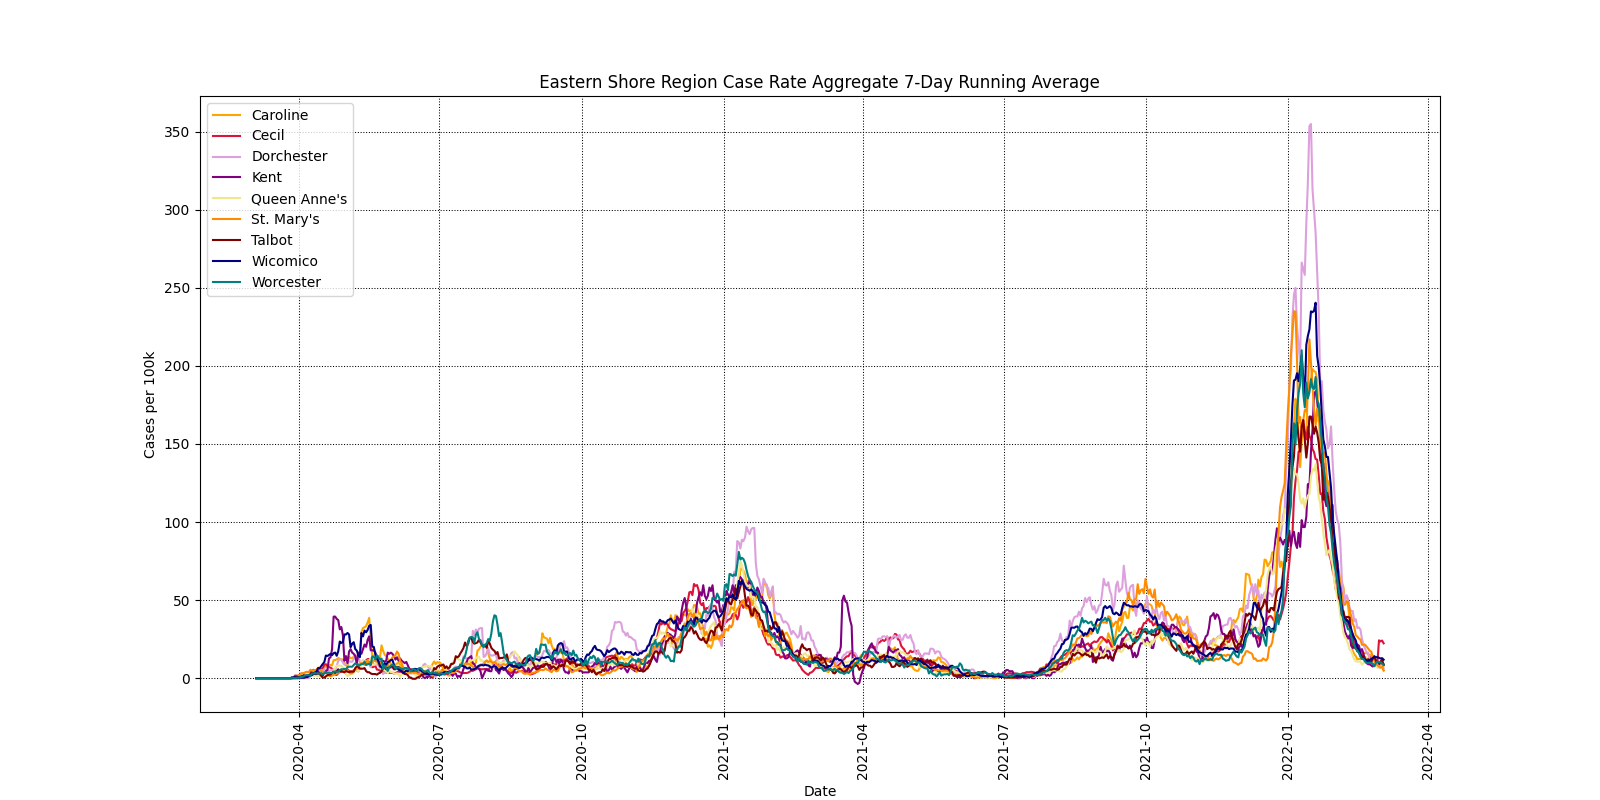 Eastern Shore Region Case Rate Aggregate 7-Day Running Average
Caroline
Cecil
Dorchester
Kent
Queen Anne's
St. Mary's
Talbot
Wicomico
Worcester
350
300
250
200
150
100
50
0
Cases per 100k
2020-04
2020-07
2020-10
2021-01
2021-04
2021-07
2021-10
2022-01
2022-04
Date